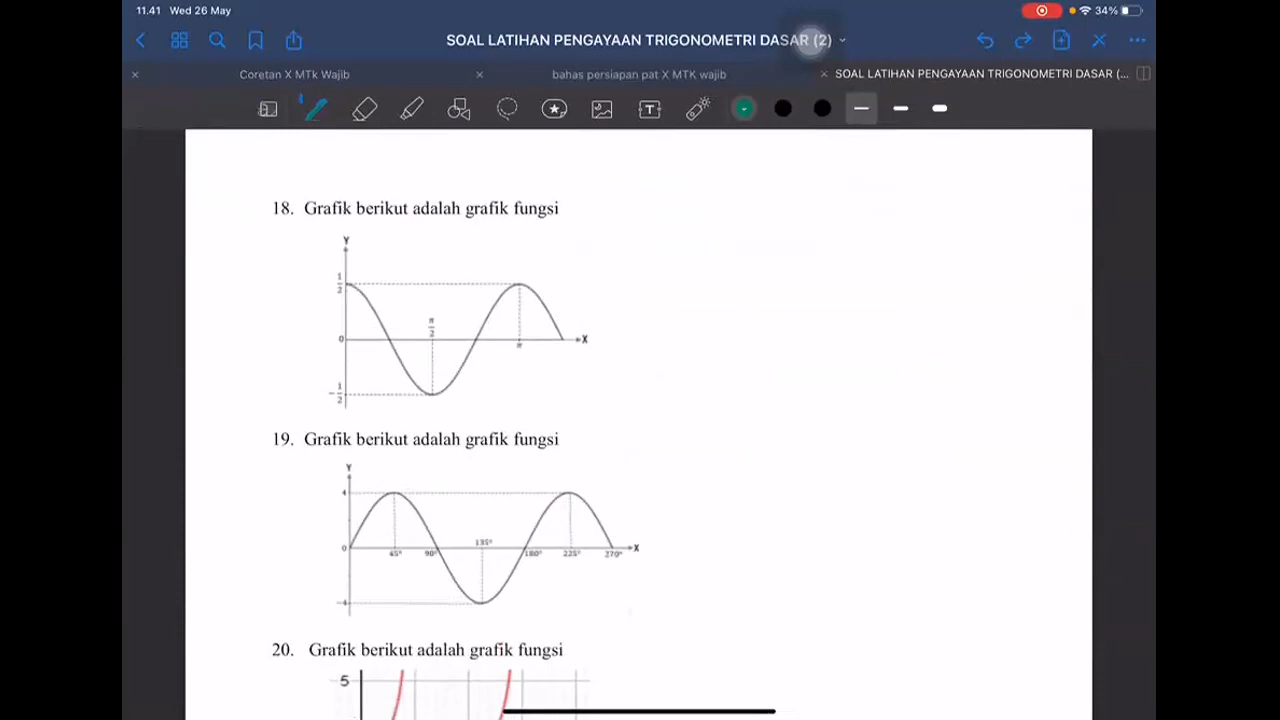 11.41 Wed 26 May
34%
SOAL LATIHAN PENGAYAAN TRIGONOMETRI DASAR (2)
Coretan X MTk Wajib
bahas persiapan pat X MTK wajib
SOAL LATIHAN PENGAYAAN TRIGONOMETRI DASAR (...
18. Grafik berikut adalah grafik fungsi
Y
1/2
π/2
0
X
π
-1/2
19. Grafik berikut adalah grafik fungsi
Y
4
135°
0
X
45° 90° 180° 225° 270°
-4
20. Grafik berikut adalah grafik fungsi
5